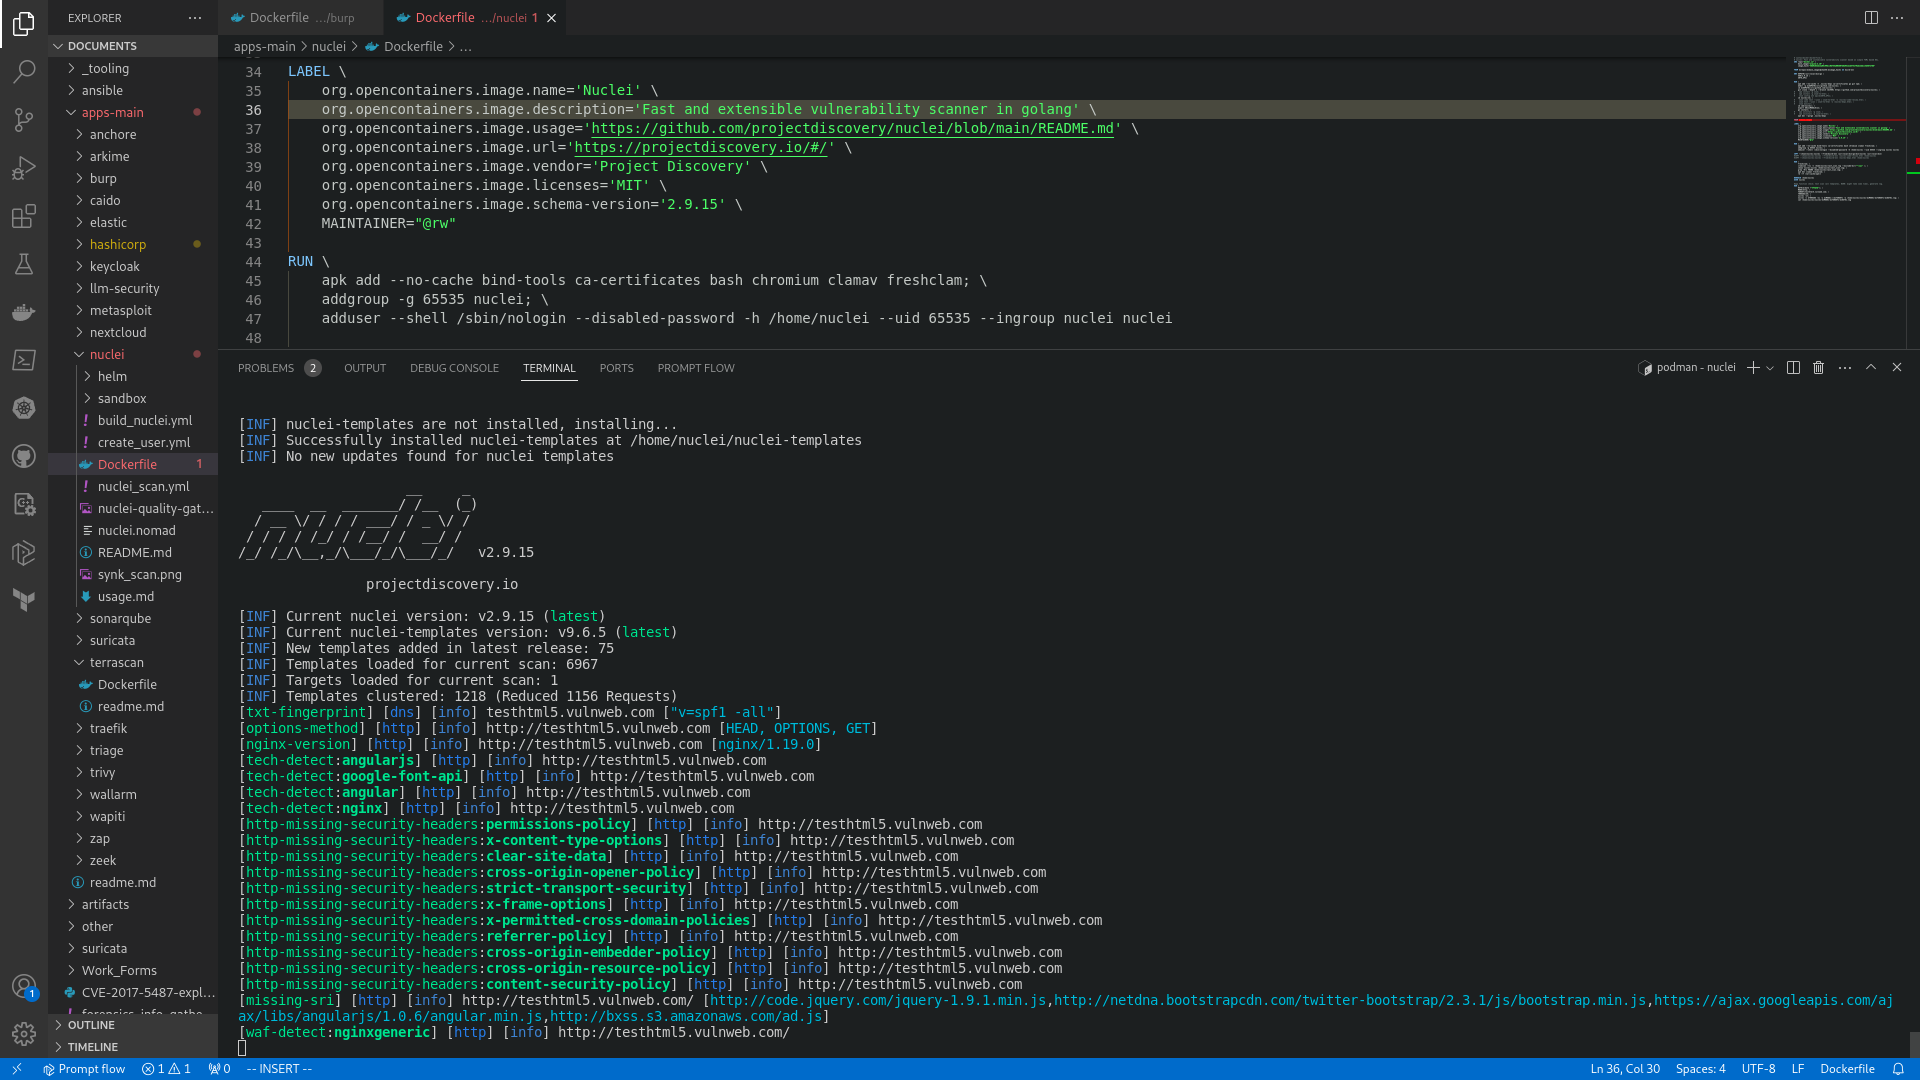 EXPLORER
DOCUMENTS
_tooling
ansible
apps-main
anchore
arkime
burp
caido
elastic
hashicorp
keycloak
llm-security
metasploit
nextcloud
nuclei
helm
sandbox
build_nuclei.yml
create_user.yml
Dockerfile 1
nuclei_scan.yml
nuclei-quality-gat...
nuclei.nomad
README.md
synk_scan.png
usage.md
sonarqube
suricata
terrascan
Dockerfile
readme.md
traefik
triage
trivy
wallarm
wapiti
zap
zeek
readme.md
artifacts
other
suricata
Work_Forms
CVE-2017-5487-expl...
OUTLINE
TIMELINE
Dockerfile .../burp
Dockerfile .../nuclei 1
apps-main > nuclei > Dockerfile > ...
34 LABEL \
35 org.opencontainers.image.name='Nuclei' \
36 org.opencontainers.image.description='Fast and extensible vulnerability scanner in golang' \
37 org.opencontainers.image.usage='https://github.com/projectdiscovery/nuclei/blob/main/README.md' \
38 org.opencontainers.image.url='https://projectdiscovery.io/#/' \
39 org.opencontainers.image.vendor='Project Discovery' \
40 org.opencontainers.image.licenses='MIT' \
41 org.opencontainers.image.schema-version='2.9.15' \
42 MAINTAINER="@rw"
43
44 RUN \
45 apk add --no-cache bind-tools ca-certificates bash chromium clamav freshclam; \
46 addgroup -g 65535 nuclei; \
47 adduser --shell /sbin/nologin --disabled-password -h /home/nuclei --uid 65535 --ingroup nuclei nuclei
48
PROBLEMS 2 OUTPUT DEBUG CONSOLE TERMINAL PORTS PROMPT FLOW
podman - nuclei
[INF] nuclei-templates are not installed, installing...
[INF] Successfully installed nuclei-templates at /home/nuclei/nuclei-templates
[INF] No new updates found for nuclei templates
nuclei v2.9.15
projectdiscovery.io
[INF] Current nuclei version: v2.9.15 (latest)
[INF] Current nuclei-templates version: v9.6.5 (latest)
[INF] New templates added in latest release: 75
[INF] Templates loaded for current scan: 6967
[INF] Targets loaded for current scan: 1
[INF] Templates clustered: 1218 (Reduced 1156 Requests)
[txt-fingerprint] [dns] [info] testhtml5.vulnweb.com ["v=spf1 -all"]
[options-method] [http] [info] http://testhtml5.vulnweb.com [HEAD, OPTIONS, GET]
[nginx-version] [http] [info] http://testhtml5.vulnweb.com [nginx/1.19.0]
[tech-detect:angularjs] [http] [info] http://testhtml5.vulnweb.com
[tech-detect:google-font-api] [http] [info] http://testhtml5.vulnweb.com
[tech-detect:angular] [http] [info] http://testhtml5.vulnweb.com
[tech-detect:nginx] [http] [info] http://testhtml5.vulnweb.com
[http-missing-security-headers:permissions-policy] [http] [info] http://testhtml5.vulnweb.com
[http-missing-security-headers:x-content-type-options] [http] [info] http://testhtml5.vulnweb.com
[http-missing-security-headers:clear-site-data] [http] [info] http://testhtml5.vulnweb.com
[http-missing-security-headers:cross-origin-opener-policy] [http] [info] http://testhtml5.vulnweb.com
[http-missing-security-headers:strict-transport-security] [http] [info] http://testhtml5.vulnweb.com
[http-missing-security-headers:x-frame-options] [http] [info] http://testhtml5.vulnweb.com
[http-missing-security-headers:x-permitted-cross-domain-policies] [http] [info] http://testhtml5.vulnweb.com
[http-missing-security-headers:referrer-policy] [http] [info] http://testhtml5.vulnweb.com
[http-missing-security-headers:cross-origin-embedder-policy] [http] [info] http://testhtml5.vulnweb.com
[http-missing-security-headers:cross-origin-resource-policy] [http] [info] http://testhtml5.vulnweb.com
[http-missing-security-headers:content-security-policy] [http] [info] http://testhtml5.vulnweb.com
[missing-sri] [http] [info] http://testhtml5.vulnweb.com/ [http://code.jquery.com/jquery-1.9.1.min.js,http://netdna.bootstrapcdn.com/twitter-bootstrap/2.3.1/js/bootstrap.min.js,https://ajax.googleapis.com/aj
ax/libs/angularjs/1.0.6/angular.min.js,http://bxss.s3.amazonaws.com/ad.js]
[waf-detect:nginxgeneric] [http] [info] http://testhtml5.vulnweb.com/
1
Prompt flow 1 1 0 -- INSERT -- Ln 36, Col 30 Spaces: 4 UTF-8 LF Dockerfile